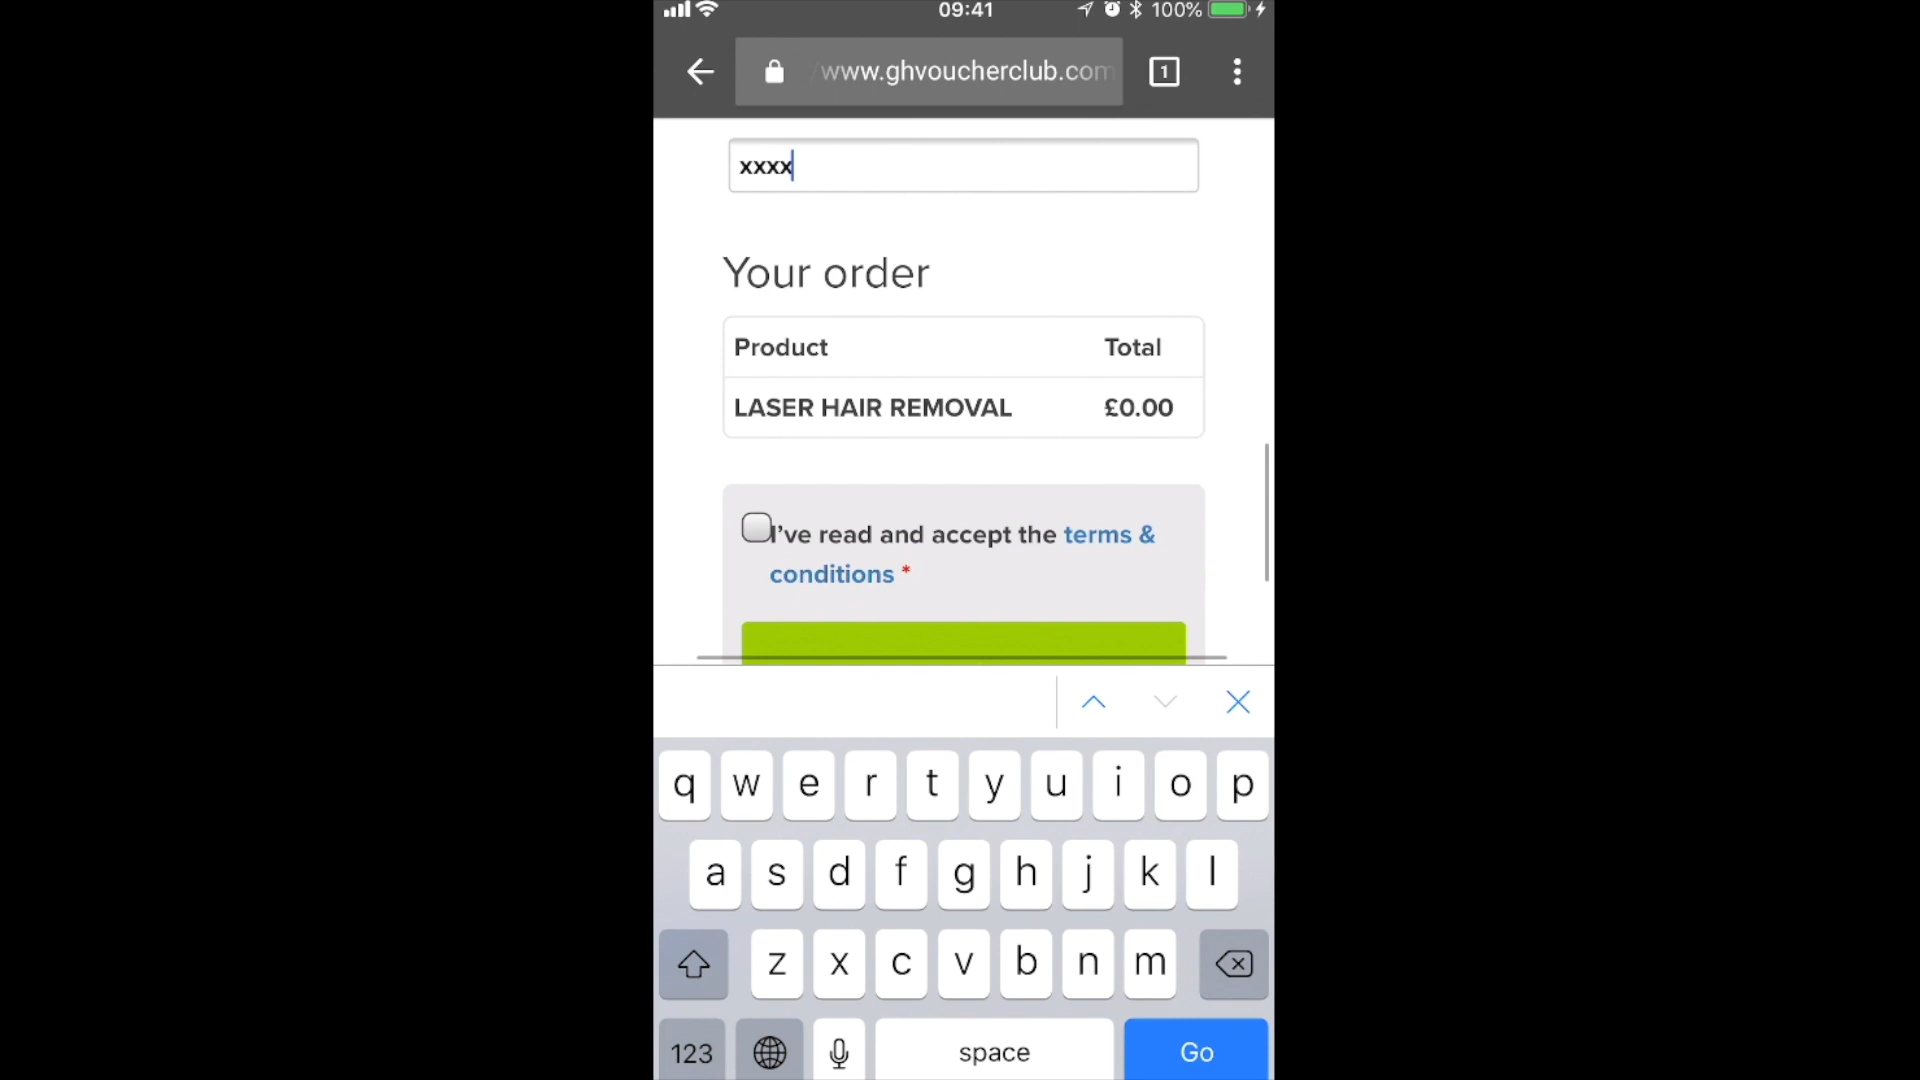 09:41 100%
www.ghvoucherclub.com
1
xxxx
Your order
Product Total
LASER HAIR REMOVAL £0.00
I've read and accept the terms &
conditions *
q w e r t y u i o p
a s d f g h j k l
z x c v b n m
123 space Go